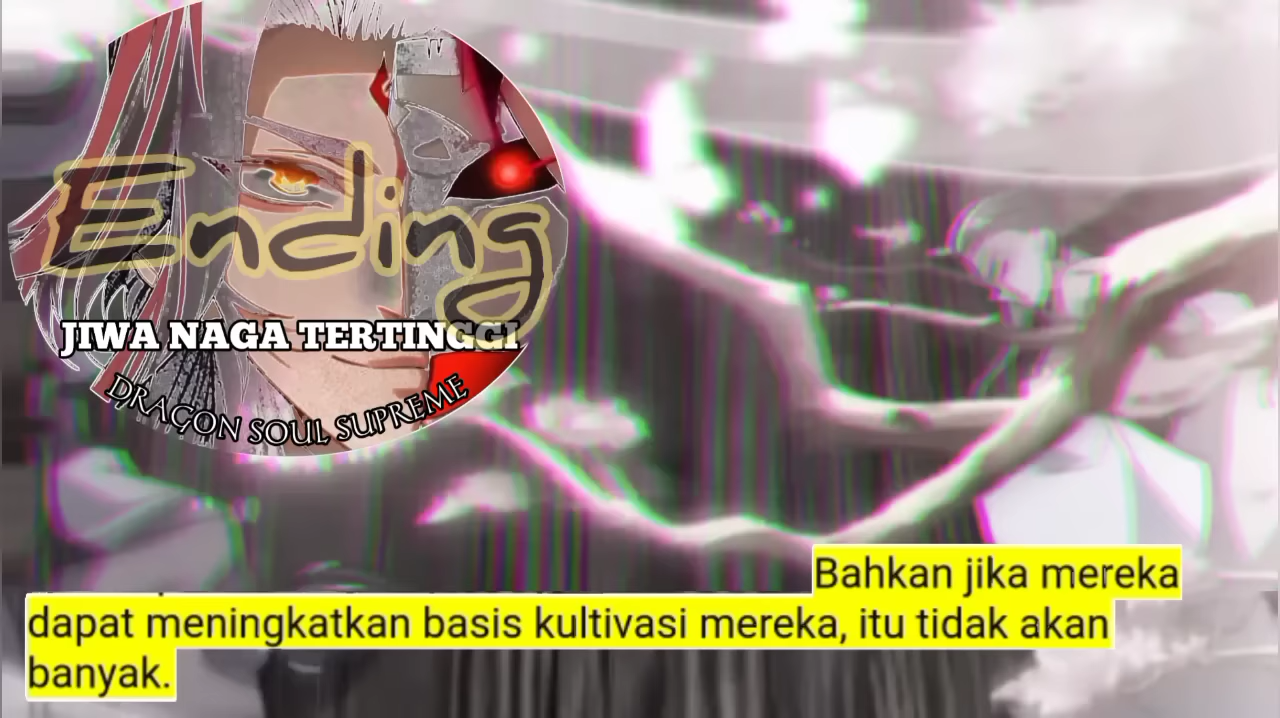 Ending
JIWA NAGA TERTINGGI
DRAGON SOUL SUPREME
Bahkan jika mereka
dapat meningkatkan basis kultivasi mereka, itu tidak akan
banyak.